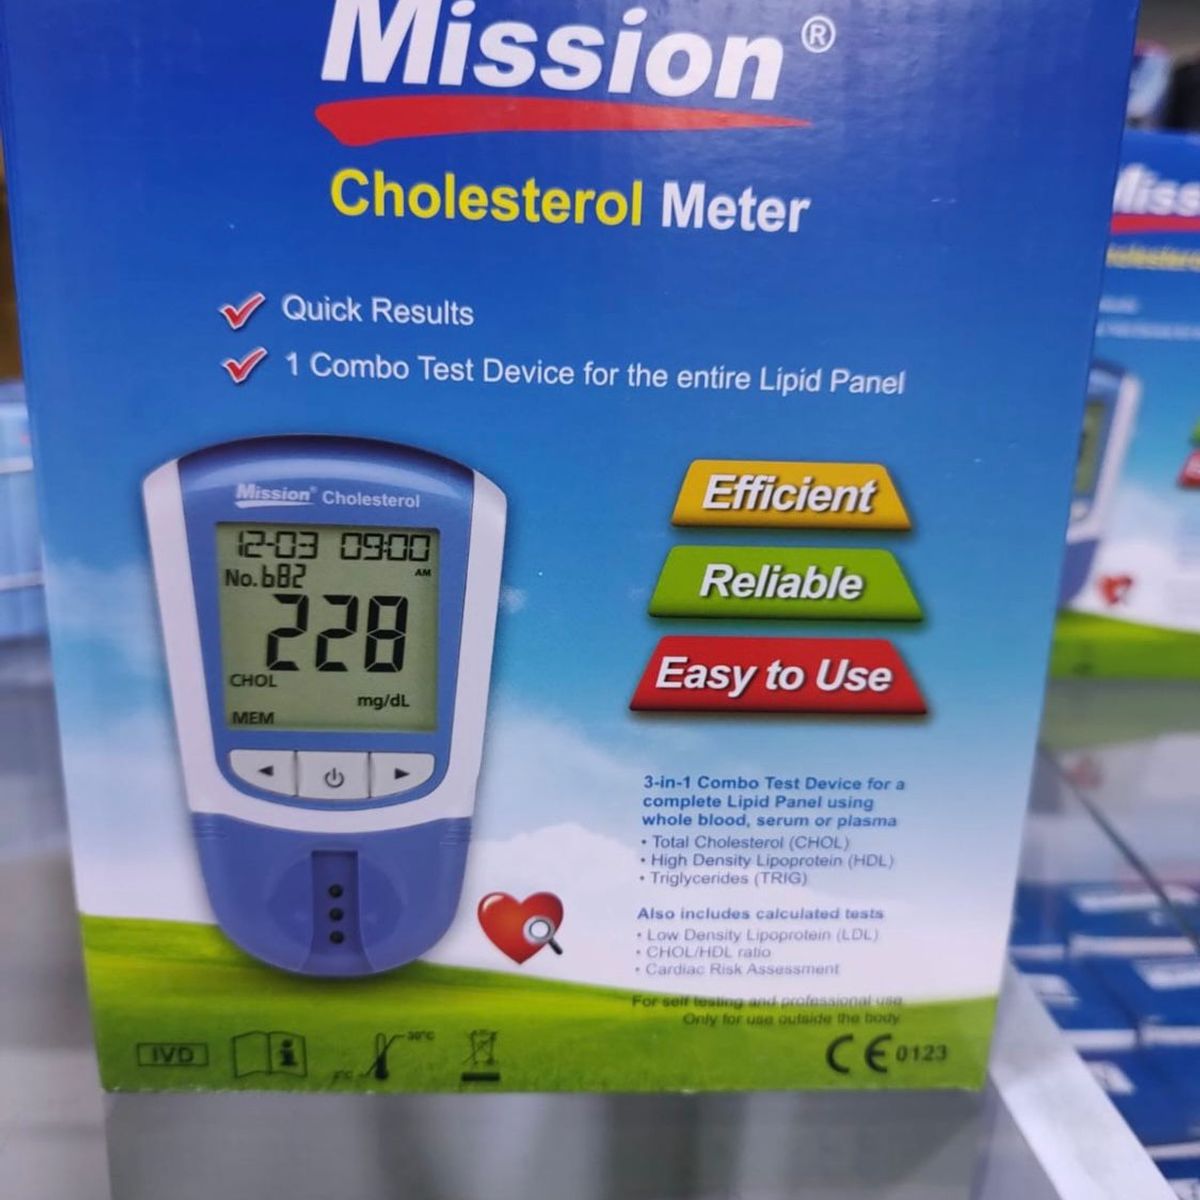 Mission®
Cholesterol Meter
Quick Results
1 Combo Test Device for the entire Lipid Panel
Mission® Cholesterol
12-03 09:00
AM
No. b82
228
CHOL
mg/dL
MEM
Efficient
Reliable
Easy to Use
3-in-1 Combo Test Device for a
complete Lipid Panel using
whole blood, serum or plasma
• Total Cholesterol (CHOL)
• High Density Lipoprotein (HDL)
• Triglycerides (TRIG)
Also includes calculated tests
• Low Density Lipoprotein (LDL)
• CHOL/HDL ratio
• Cardiac Risk Assessment
For self testing and professional use
Only for use outside the body
IVD
i
2°C
30°C
CE 0123
Miss